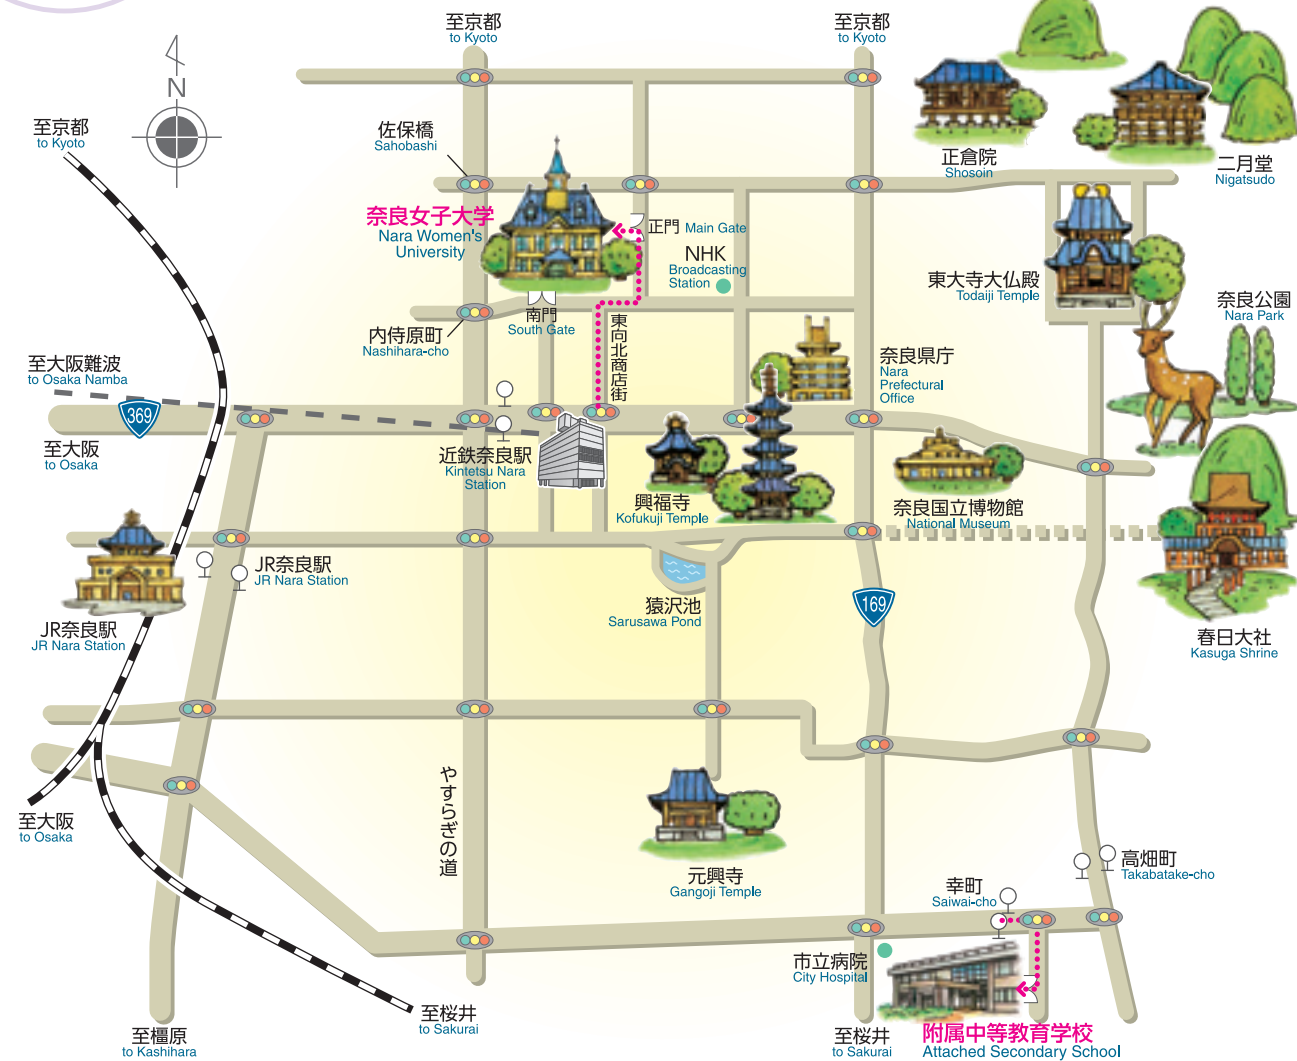 至京都
to Kyoto
至京都
to Kyoto
N
至京都
to Kyoto
佐保橋
Sahobashi
正倉院
Shosoin
二月堂
Nigatsudo
奈良女子大学
Nara Women's
University
正門 Main Gate
NHK
Broadcasting
Station
東大寺大仏殿
Todaiji Temple
奈良公園
Nara Park
内侍原町
Nashihara-cho
南門
South Gate
東向北商店街
奈良県庁
Nara
Prefectural
Office
至大阪難波
to Osaka Namba
369
至大阪
to Osaka
近鉄奈良駅
Kintetsu Nara
Station
興福寺
Kofukuji Temple
奈良国立博物館
National Museum
JR奈良駅
JR Nara Station
JR奈良駅
JR Nara Station
猿沢池
Sarusawa Pond
169
春日大社
Kasuga Shrine
至大阪
to Osaka
やすらぎの道
元興寺
Gangoji Temple
高畑町
Takabatake-cho
幸町
Saiwai-cho
市立病院
City Hospital
至橿原
to Kashihara
至桜井
to Sakurai
至桜井
to Sakurai
附属中等教育学校
Attached Secondary School